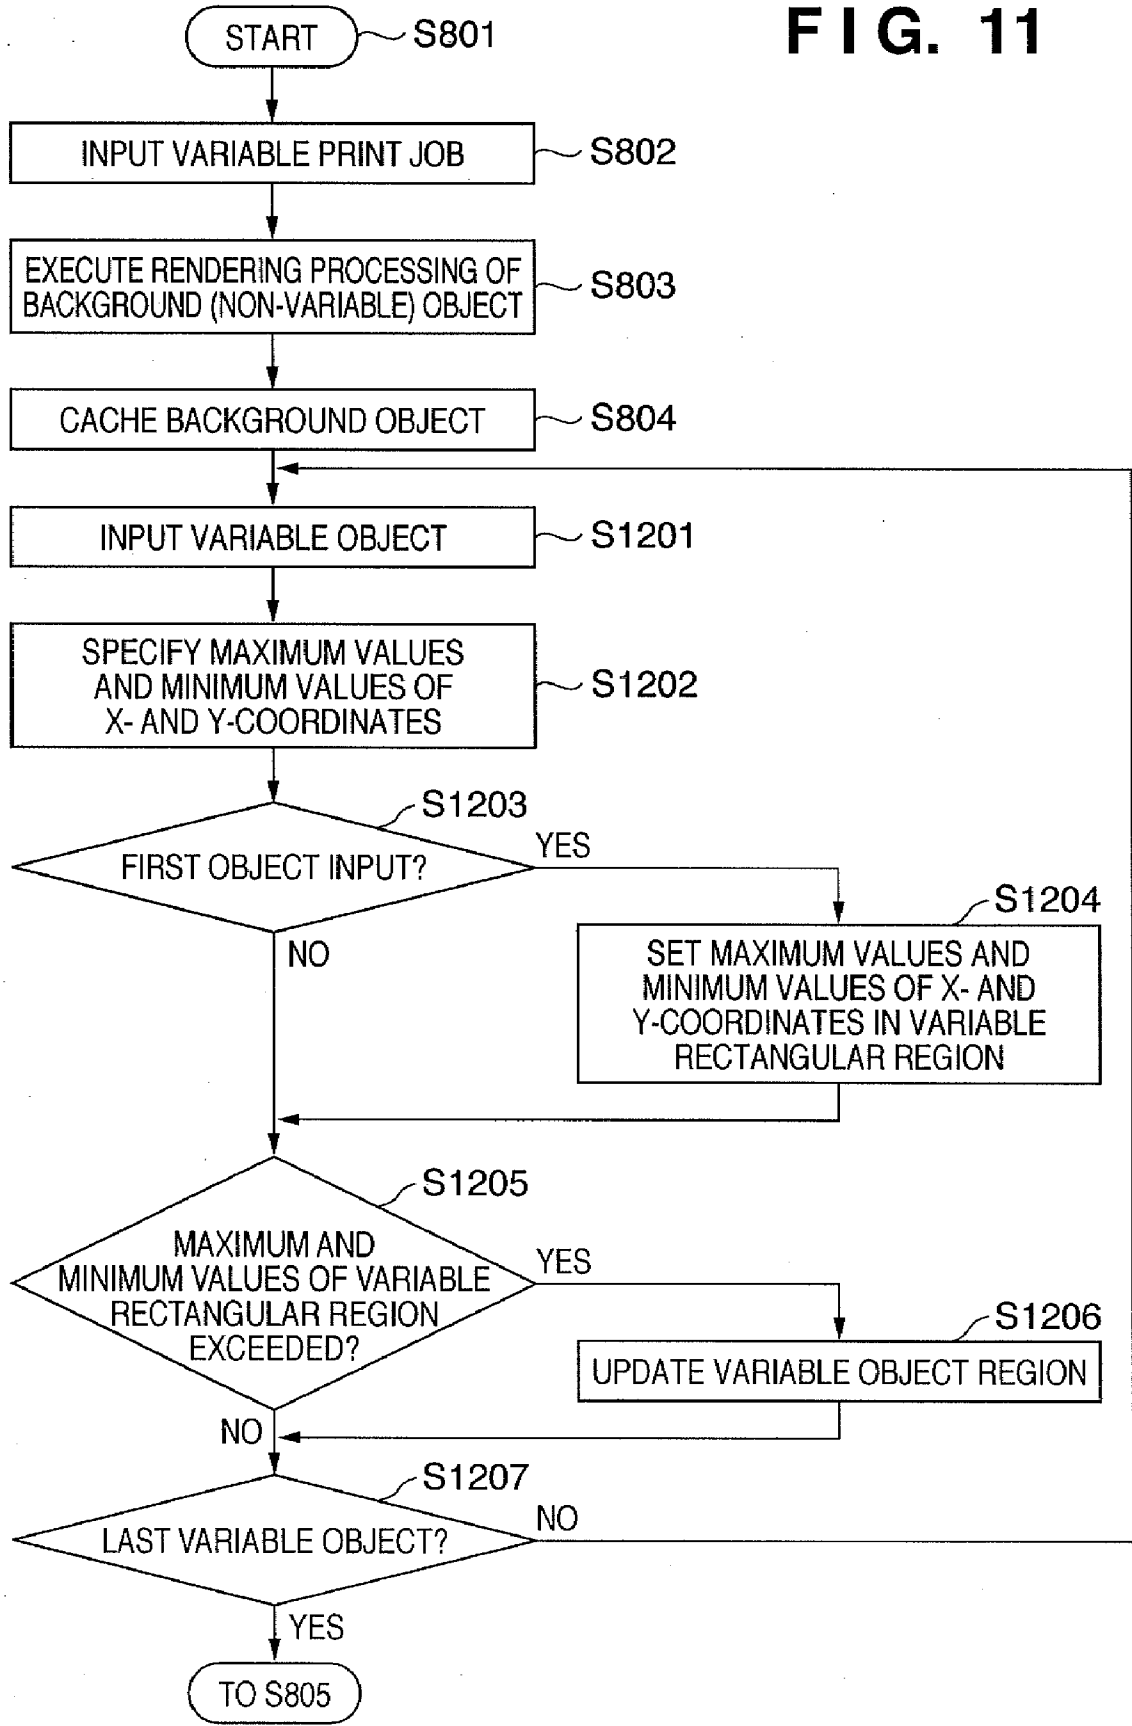 FIG. 11
START
S801
INPUT VARIABLE PRINT JOB
S802
EXECUTE RENDERING PROCESSING OF
BACKGROUND (NON-VARIABLE) OBJECT
S803
CACHE BACKGROUND OBJECT
S804
INPUT VARIABLE OBJECT
S1201
SPECIFY MAXIMUM VALUES
AND MINIMUM VALUES OF
X- AND Y-COORDINATES
S1202
S1203
FIRST OBJECT INPUT?
YES
NO
S1204
SET MAXIMUM VALUES AND
MINIMUM VALUES OF X- AND
Y-COORDINATES IN VARIABLE
RECTANGULAR REGION
S1205
MAXIMUM AND
MINIMUM VALUES OF VARIABLE
RECTANGULAR REGION
EXCEEDED?
YES
S1206
UPDATE VARIABLE OBJECT REGION
NO
S1207
LAST VARIABLE OBJECT?
NO
YES
TO S805